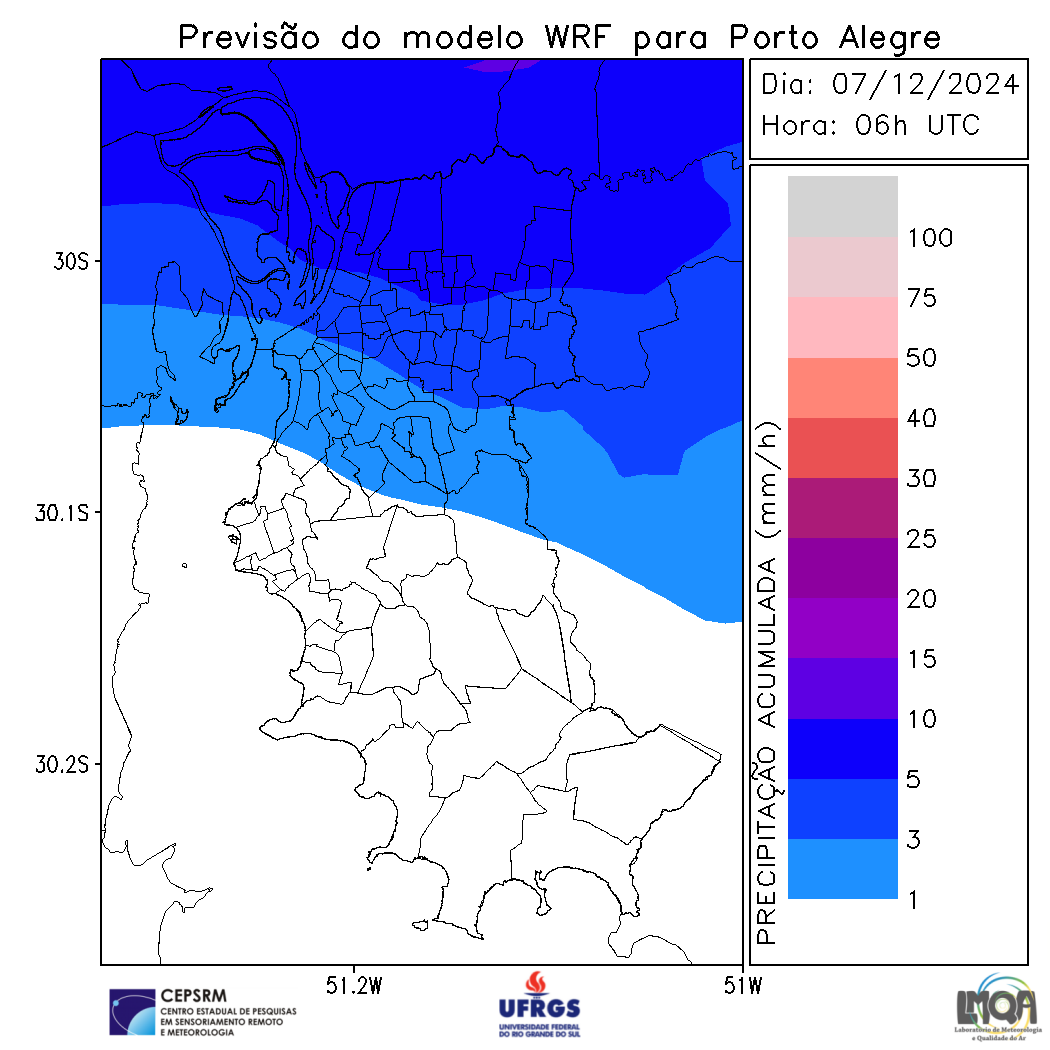 Previsão do modelo WRF para Porto Alegre
Dia: 07/12/2024
Hora: 06h UTC
30S
30.1S
30.2S
51.2W
51W
PRECIPITAÇÃO ACUMULADA (mm/h)
100
75
50
40
30
25
20
15
10
5
3
1
CEPSRM
CENTRO ESTADUAL DE PESQUISAS
EM SENSORIAMENTO REMOTO
E METEOROLOGIA
UFRGS
UNIVERSIDADE FEDERAL
DO RIO GRANDE DO SUL
LMQA
Laboratório de Meteorologia
e Qualidade do Ar